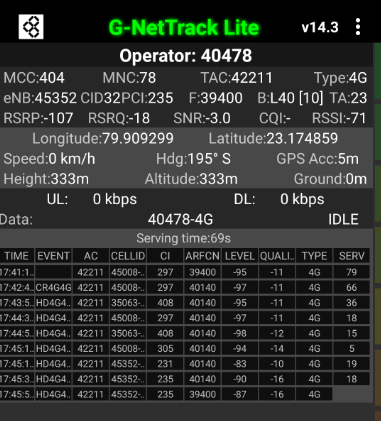 G-NetTrack Lite v14.3
Operator: 40478
MCC:404 MNC:78 TAC:42211 Type:4G
eNB:45352 CID32PCI:235 F:39400 B:L40 [10] TA:23
RSRP:-107 RSRQ:-18 SNR:-3.0 CQI:- RSSI:-71
Longitude:79.909299 Latitude:23.174859
Speed:0 km/h Hdg:195° S GPS Acc:5m
Height:333m Altitude:333m Ground:0m
UL: 0 kbps DL: 0 kbps
Data: 40478-4G IDLE
Serving time:69s
TIME EVENT AC CELLID CI ARFCN LEVEL QUALI.. TYPE SERV
17:41:1.. 42211 45008-.. 297 39400 -95 -11 4G 79
17:42:4.. CR4G4G 42211 45008-.. 297 40140 -97 -11 4G 66
17:43:5.. HD4G4.. 42211 35063-.. 408 40140 -95 -11 4G 36
17:44:3.. HD4G4.. 42211 45008-.. 297 40140 -97 -11 4G 18
17:44:5.. HD4G4.. 42211 35063-.. 408 40140 -98 -12 4G 15
17:45:1.. HD4G4.. 42211 45008-.. 305 40140 -94 -14 4G 5
17:45:1.. HD4G4.. 42211 45352-.. 231 40140 -83 -10 4G 19
17:45:3.. HD4G4.. 42211 45352-.. 235 40140 -90 -16 4G 18
17:45:5.. HD4G4.. 42211 45352-.. 235 39400 -87 -16 4G